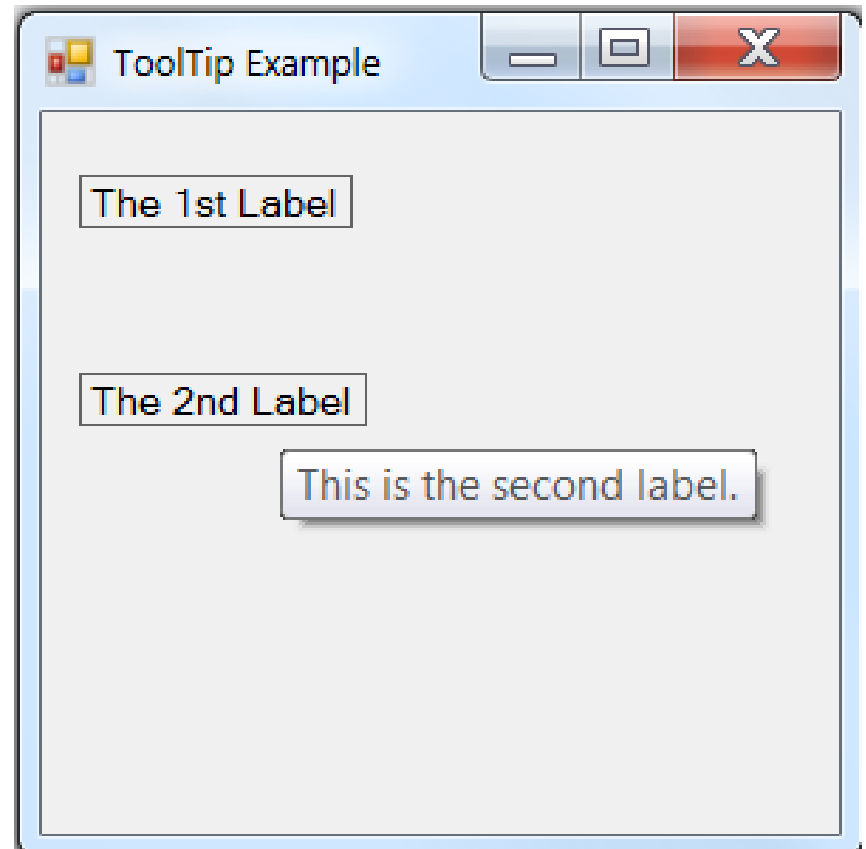 ToolTip Example
The 1st Label
The 2nd Label
This is the second label.